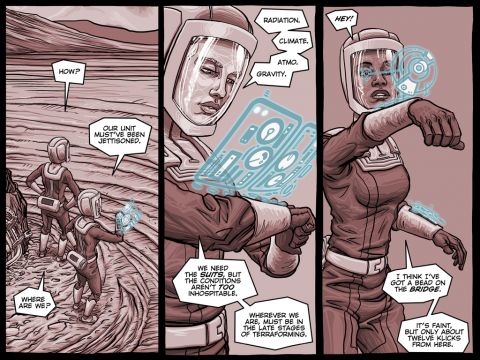 HOW?
OUR UNIT
MUST'VE BEEN
JETTISONED.
WHERE
ARE WE?
RADIATION.
CLIMATE.
ATMO.
GRAVITY.
WE NEED
THE SUITS, BUT
THE CONDITIONS
AREN'T TOO
INHOSPITABLE.
WHEREVER WE
ARE, MUST BE IN
THE LATE STAGES
OF TERRAFORMING.
HEY!
I THINK I'VE
GOT A BEAD ON
THE BRIDGE.
IT'S FAINT,
BUT ONLY ABOUT
TWELVE KLICKS
FROM HERE.